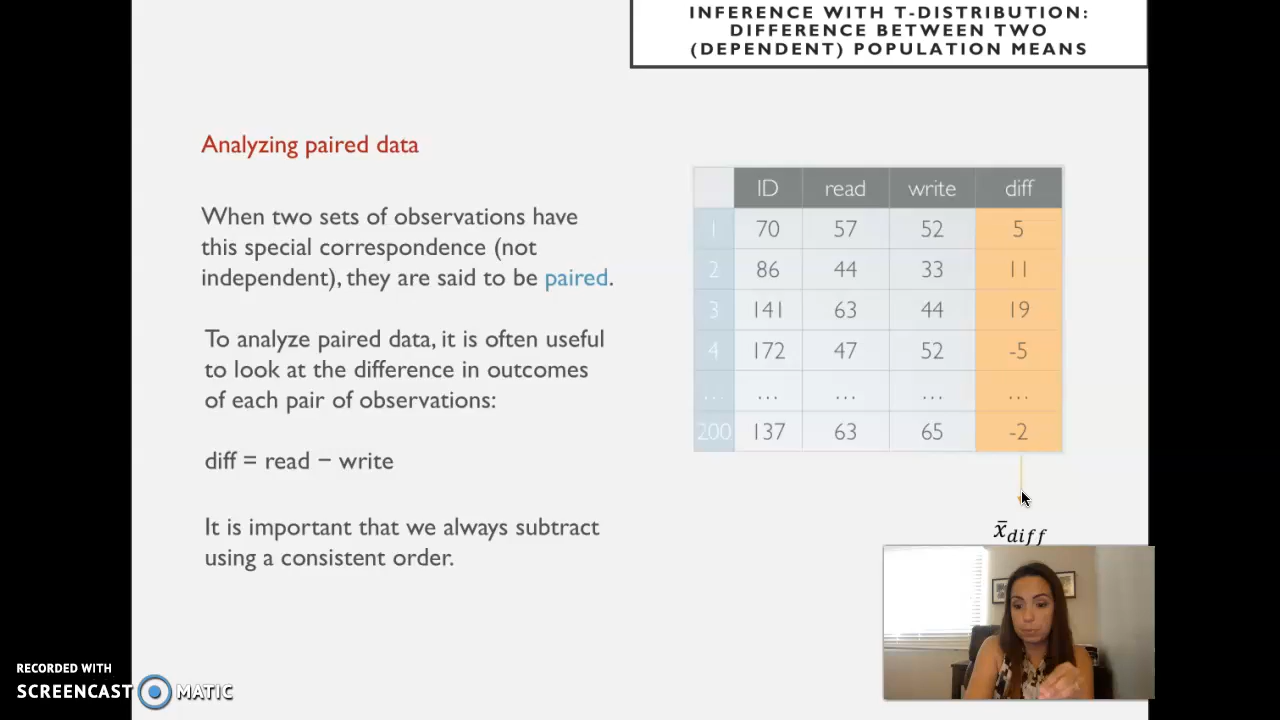 INFERENCE WITH T-DISTRIBUTION:
DIFFERENCE BETWEEN TWO
(DEPENDENT) POPULATION MEANS
Analyzing paired data
When two sets of observations have
this special correspondence (not
independent), they are said to be paired.
To analyze paired data, it is often useful
to look at the difference in outcomes
of each pair of observations:
diff = read − write
It is important that we always subtract
using a consistent order.
ID read write diff
1 70 57 52 5
2 86 44 33 11
3 141 63 44 19
4 172 47 52 -5
... ... ... ... ...
200 137 63 65 -2
x̄diff
RECORDED WITH
SCREENCAST MATIC